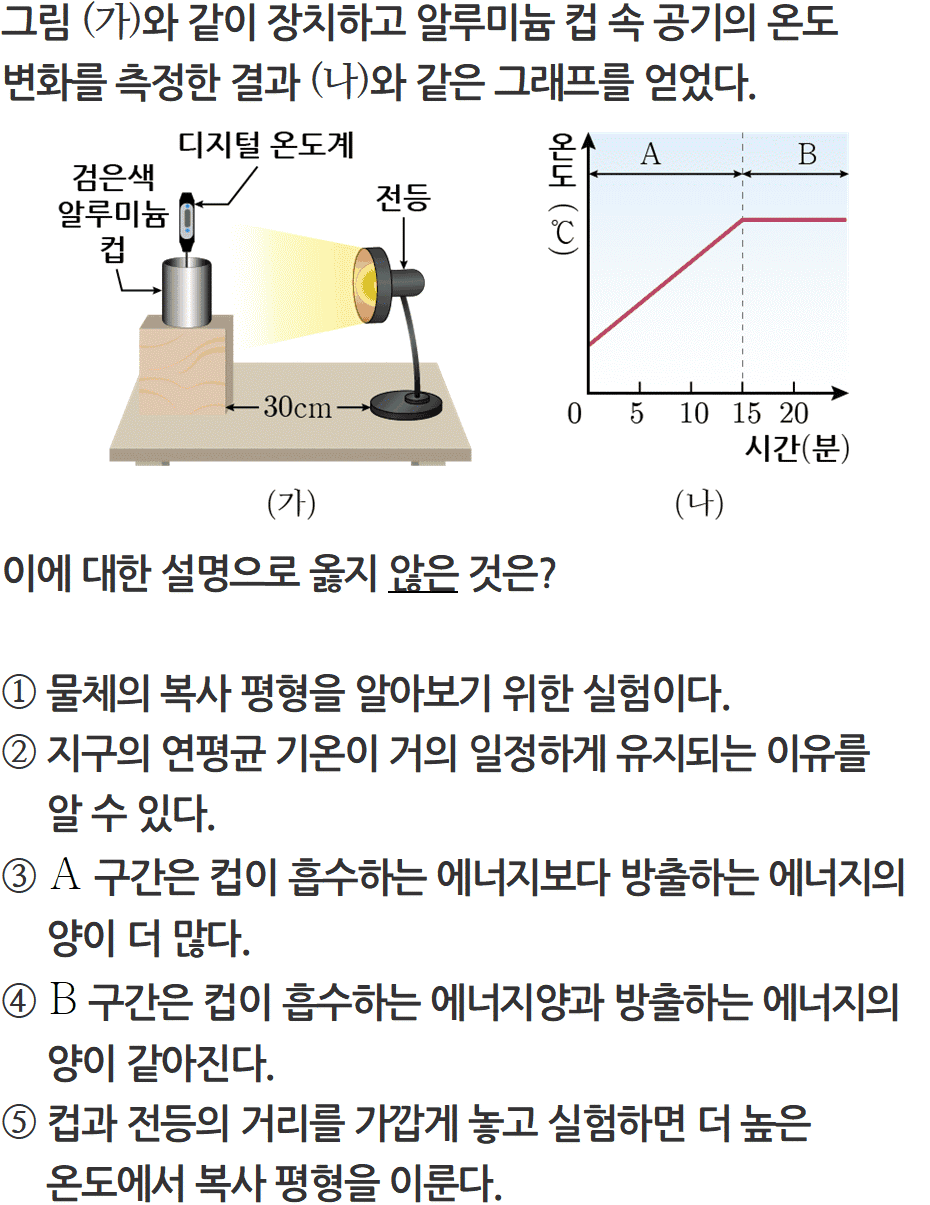 그림 (가)와 같이 장치하고 알루미늄 컵 속 공기의 온도
변화를 측정한 결과 (나)와 같은 그래프를 얻었다.
디지털 온도계
검은색
알루미늄
컵
전등
30cm
(가)
온도(℃)
A
B
0 5 10 15 20
시간(분)
(나)
이에 대한 설명으로 옳지 않은 것은?
① 물체의 복사 평형을 알아보기 위한 실험이다.
② 지구의 연평균 기온이 거의 일정하게 유지되는 이유를
알 수 있다.
③ A 구간은 컵이 흡수하는 에너지보다 방출하는 에너지의
양이 더 많다.
④ B 구간은 컵이 흡수하는 에너지양과 방출하는 에너지의
양이 같아진다.
⑤ 컵과 전등의 거리를 가깝게 놓고 실험하면 더 높은
온도에서 복사 평형을 이룬다.